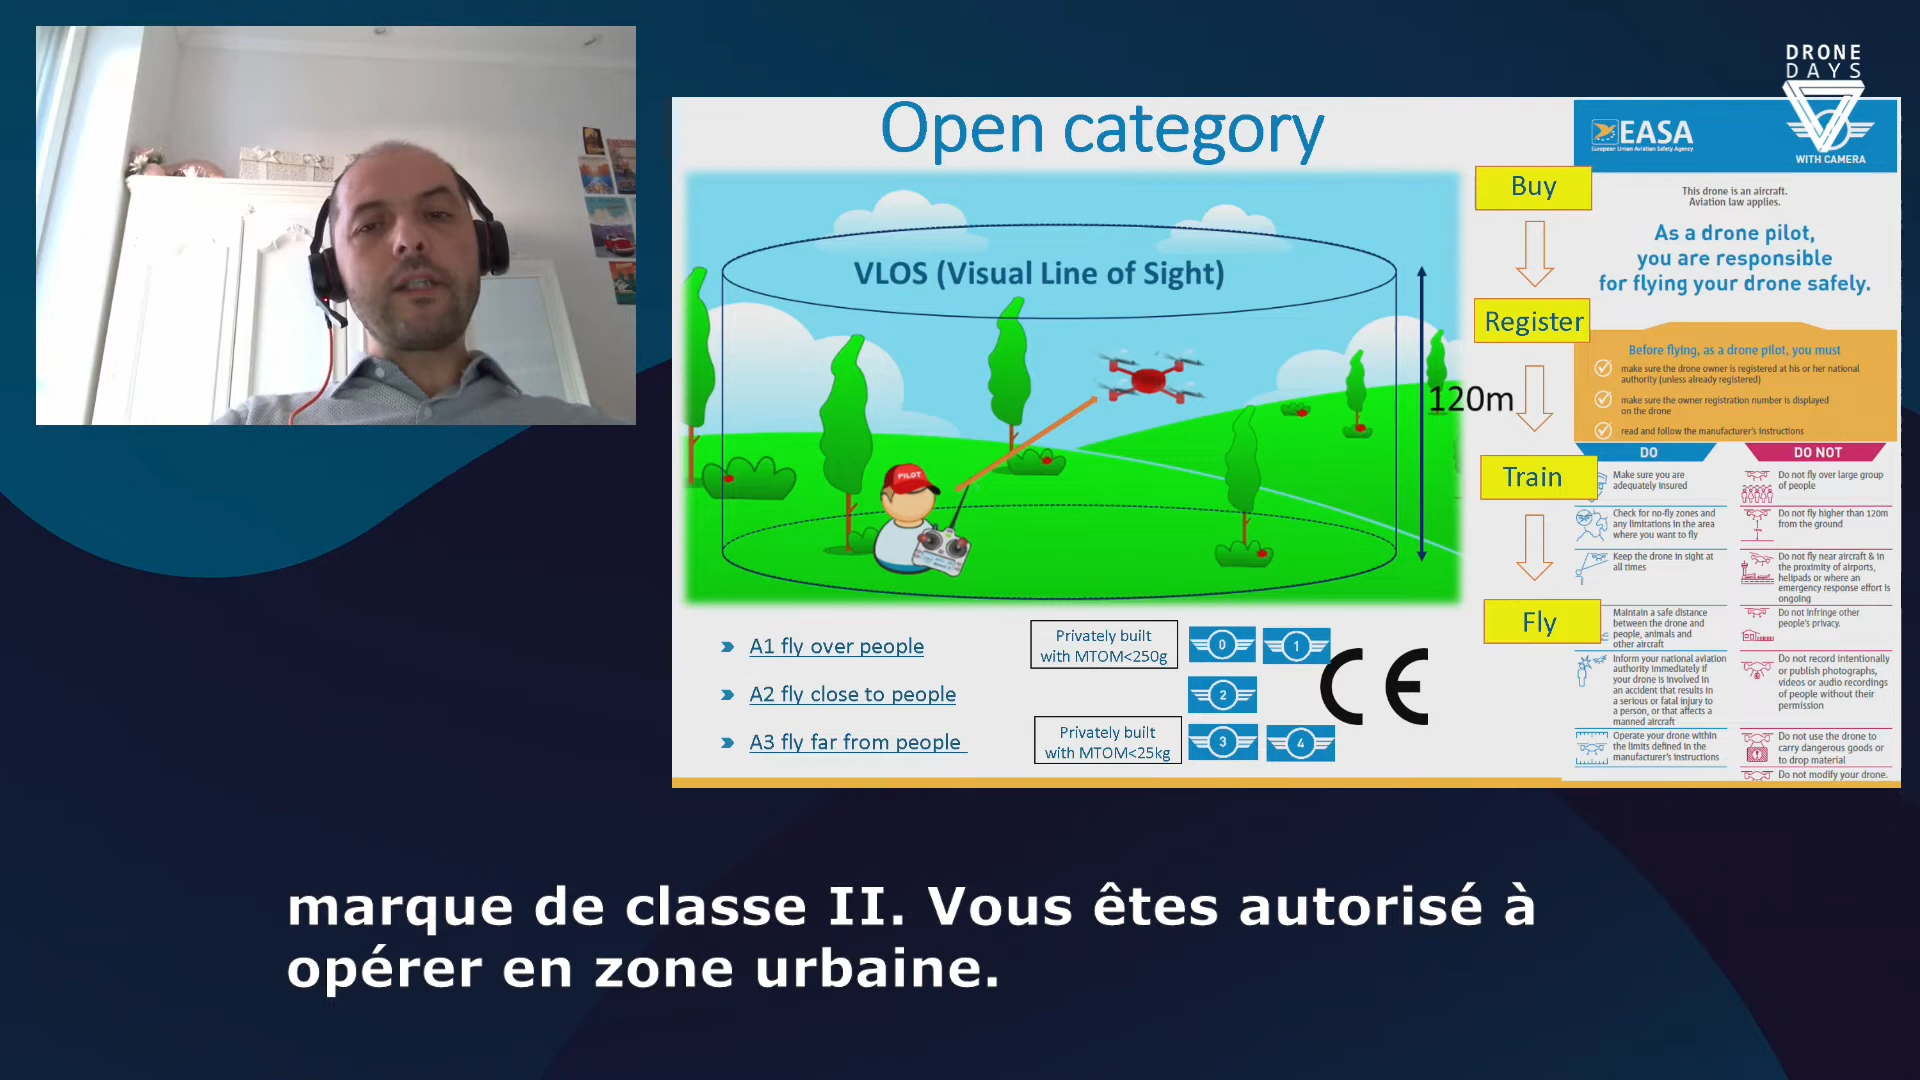 DRONE
DAYS
Open category
EASA
European Union Aviation Safety Agency
WITH CAMERA
VLOS (Visual Line of Sight)
120m
PILOT
Buy
Register
Train
Fly
This drone is an aircraft.
Aviation law applies.
As a drone pilot,
you are responsible
for flying your drone safely.
Before flying, as a drone pilot, you must
make sure the drone owner is registered at his or her national
authority (unless already registered)
make sure the owner registration number is displayed
on the drone
read and follow the manufacturer's instructions
DO
Make sure you are
adequately insured
Check for no-fly zones and
any limitations in the area
where you want to fly
Keep the drone in sight at
all times
Maintain a safe distance
between the drone and
people, animals and
other aircraft
Inform your national aviation
authority immediately if
your drone is involved in
an accident that results in
a serious or fatal injury to
a person, or that affects a
manned aircraft
Operate your drone within
the limits defined in the
manufacturer's instructions
DO NOT
Do not fly over large group
of people
Do not fly higher than 120m
from the ground
Do not fly near aircraft & in
the proximity of airports,
helipads or where an
emergency response effort is
ongoing
Do not infringe other
people's privacy.
Do not record intentionally
or publish photographs,
videos or audio recordings
of people without their
permission
Do not use the drone to
carry dangerous goods or
to drop material
Do not modify your drone.
A1 fly over people
Privately built
with MTOM<250g
0
1
A2 fly close to people
2
CE
A3 fly far from people
Privately built
with MTOM<25kg
3
4
marque de classe II. Vous êtes autorisé à
opérer en zone urbaine.